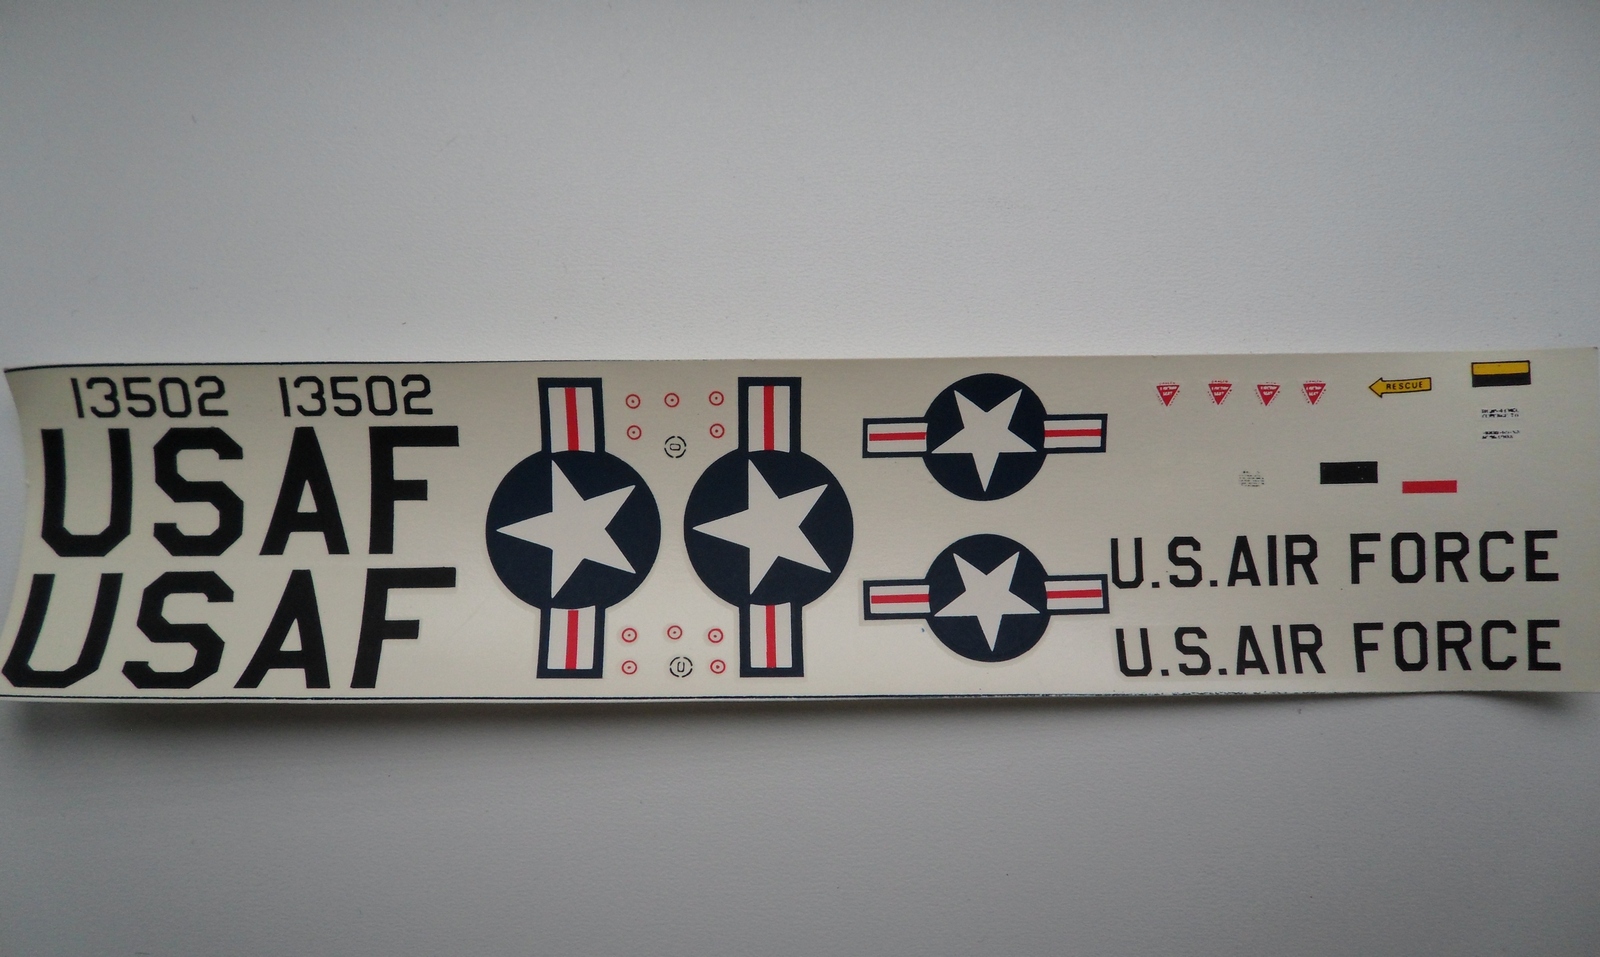 13502 13502
USAF
USAF
RESCUE
U.S.AIR FORCE
U.S.AIR FORCE